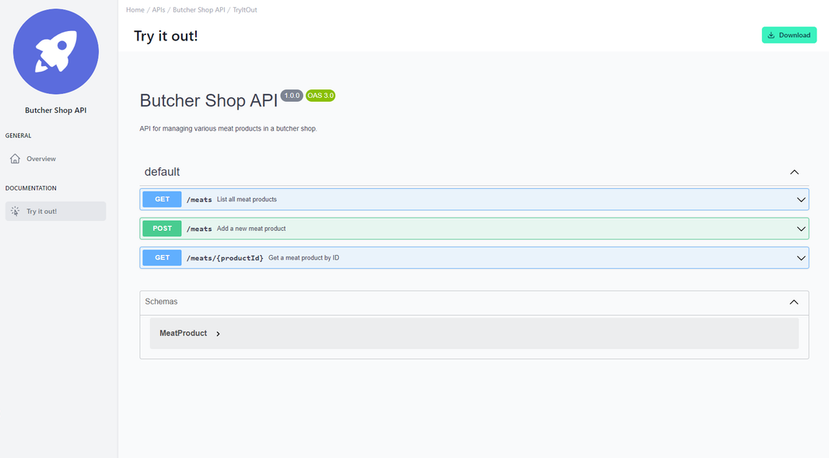 Home / APIs / Butcher Shop API / TryItOut
Try it out!
Download
Butcher Shop API
GENERAL
Overview
DOCUMENTATION
Try it out!
Butcher Shop API 1.0.0 OAS 3.0
API for managing various meat products in a butcher shop.
default
GET /meats List all meat products
POST /meats Add a new meat product
GET /meats/{productId} Get a meat product by ID
Schemas
MeatProduct